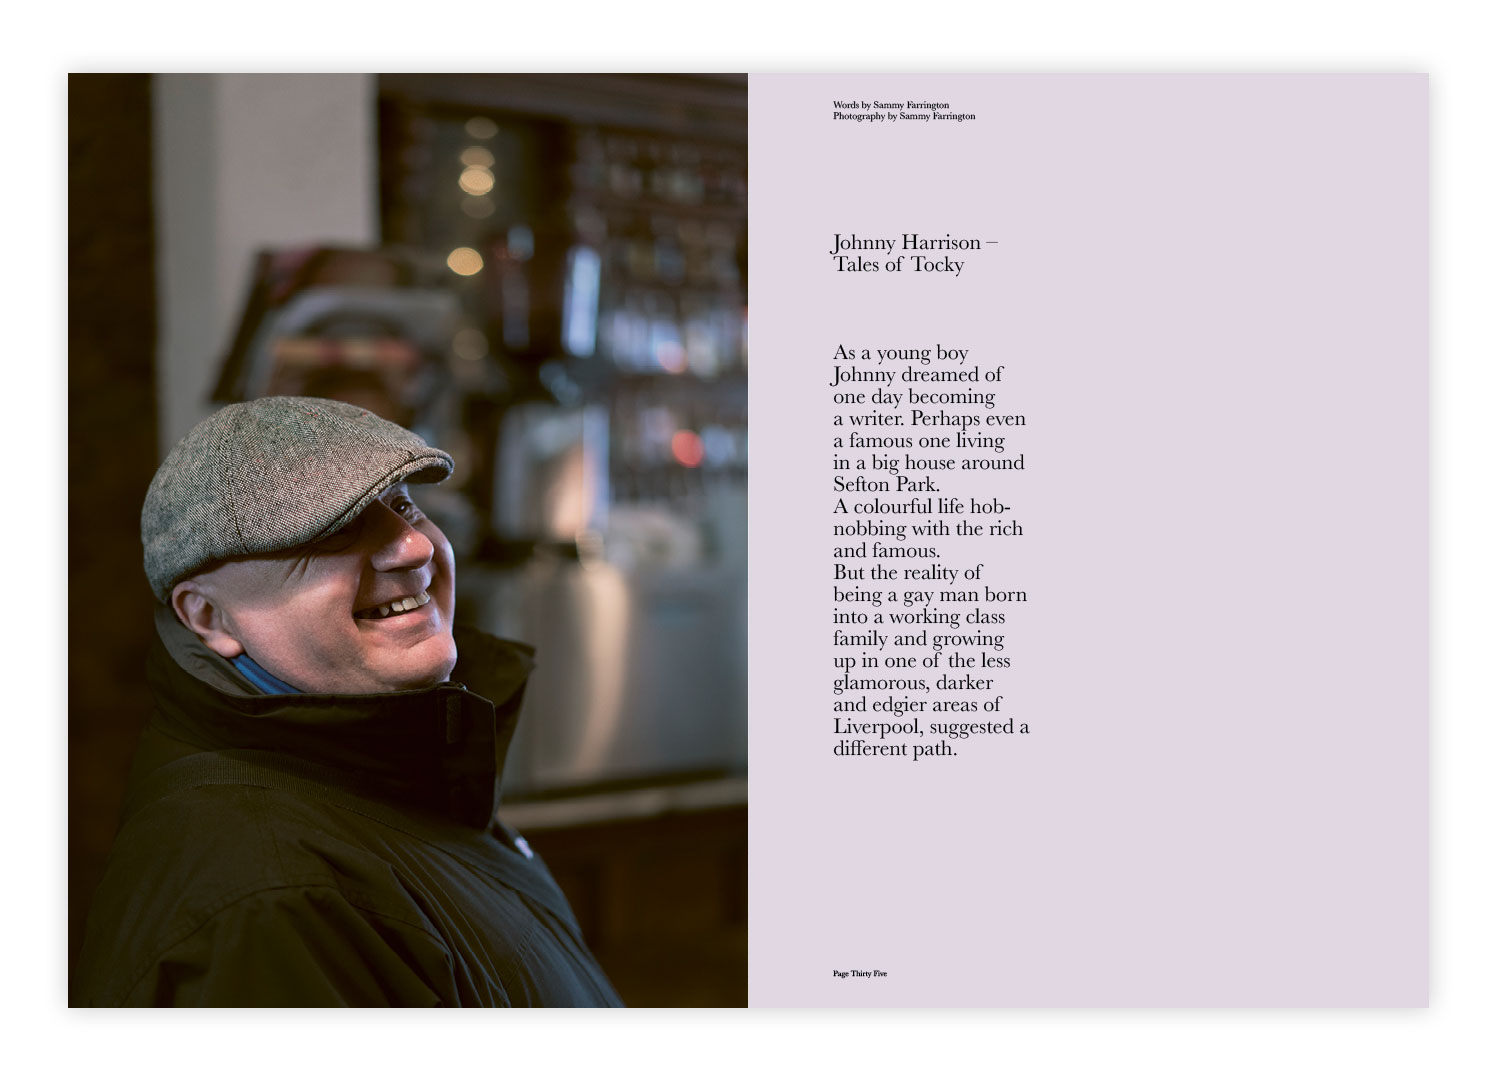 Words by Sammy Farrington
Photography by Sammy Farrington
Johnny Harrison –
Tales of Tocky
As a young boy
Johnny dreamed of
one day becoming
a writer. Perhaps even
a famous one living
in a big house around
Sefton Park.
A colourful life hob-
nobbing with the rich
and famous.
But the reality of
being a gay man born
into a working class
family and growing
up in one of the less
glamorous, darker
and edgier areas of
Liverpool, suggested a
different path.
Page Thirty Five